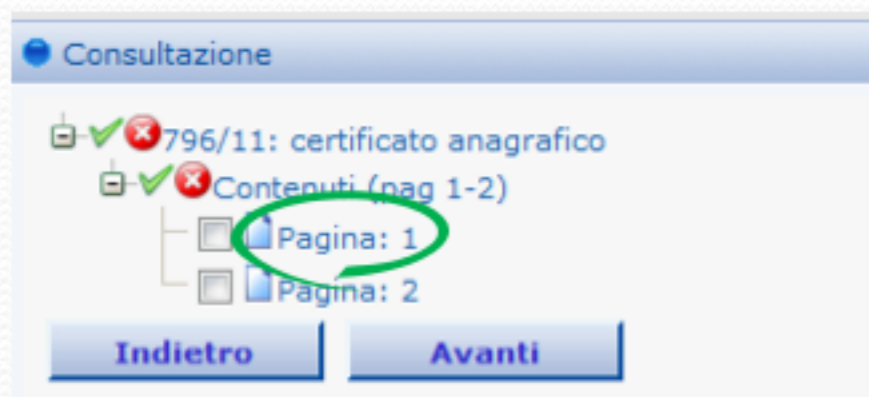 Consultazione
796/11: certificato anagrafico
Contenuti (pag 1-2)
Pagina: 1
Pagina: 2
Indietro Avanti